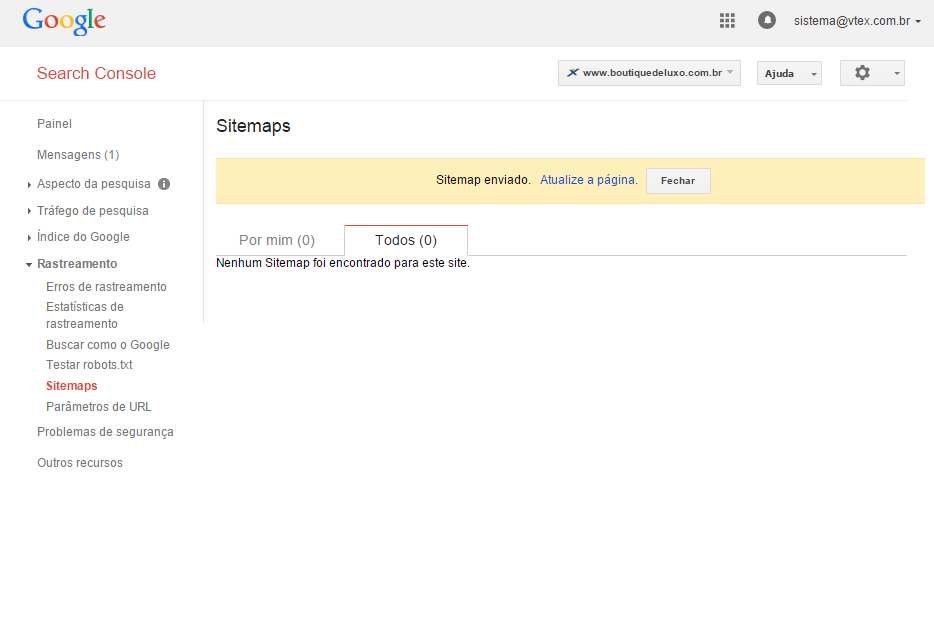 Google
sistema@vtex.com.br
Search Console
www.boutiquedeluxo.com.br
Ajuda
Painel
Mensagens (1)
Aspecto da pesquisa
Tráfego de pesquisa
Índice do Google
Rastreamento
Erros de rastreamento
Estatísticas de
rastreamento
Buscar como o Google
Testar robots.txt
Sitemaps
Parâmetros de URL
Problemas de segurança
Outros recursos
Sitemaps
Sitemap enviado. Atualize a página. Fechar
Por mim (0) Todos (0)
Nenhum Sitemap foi encontrado para este site.